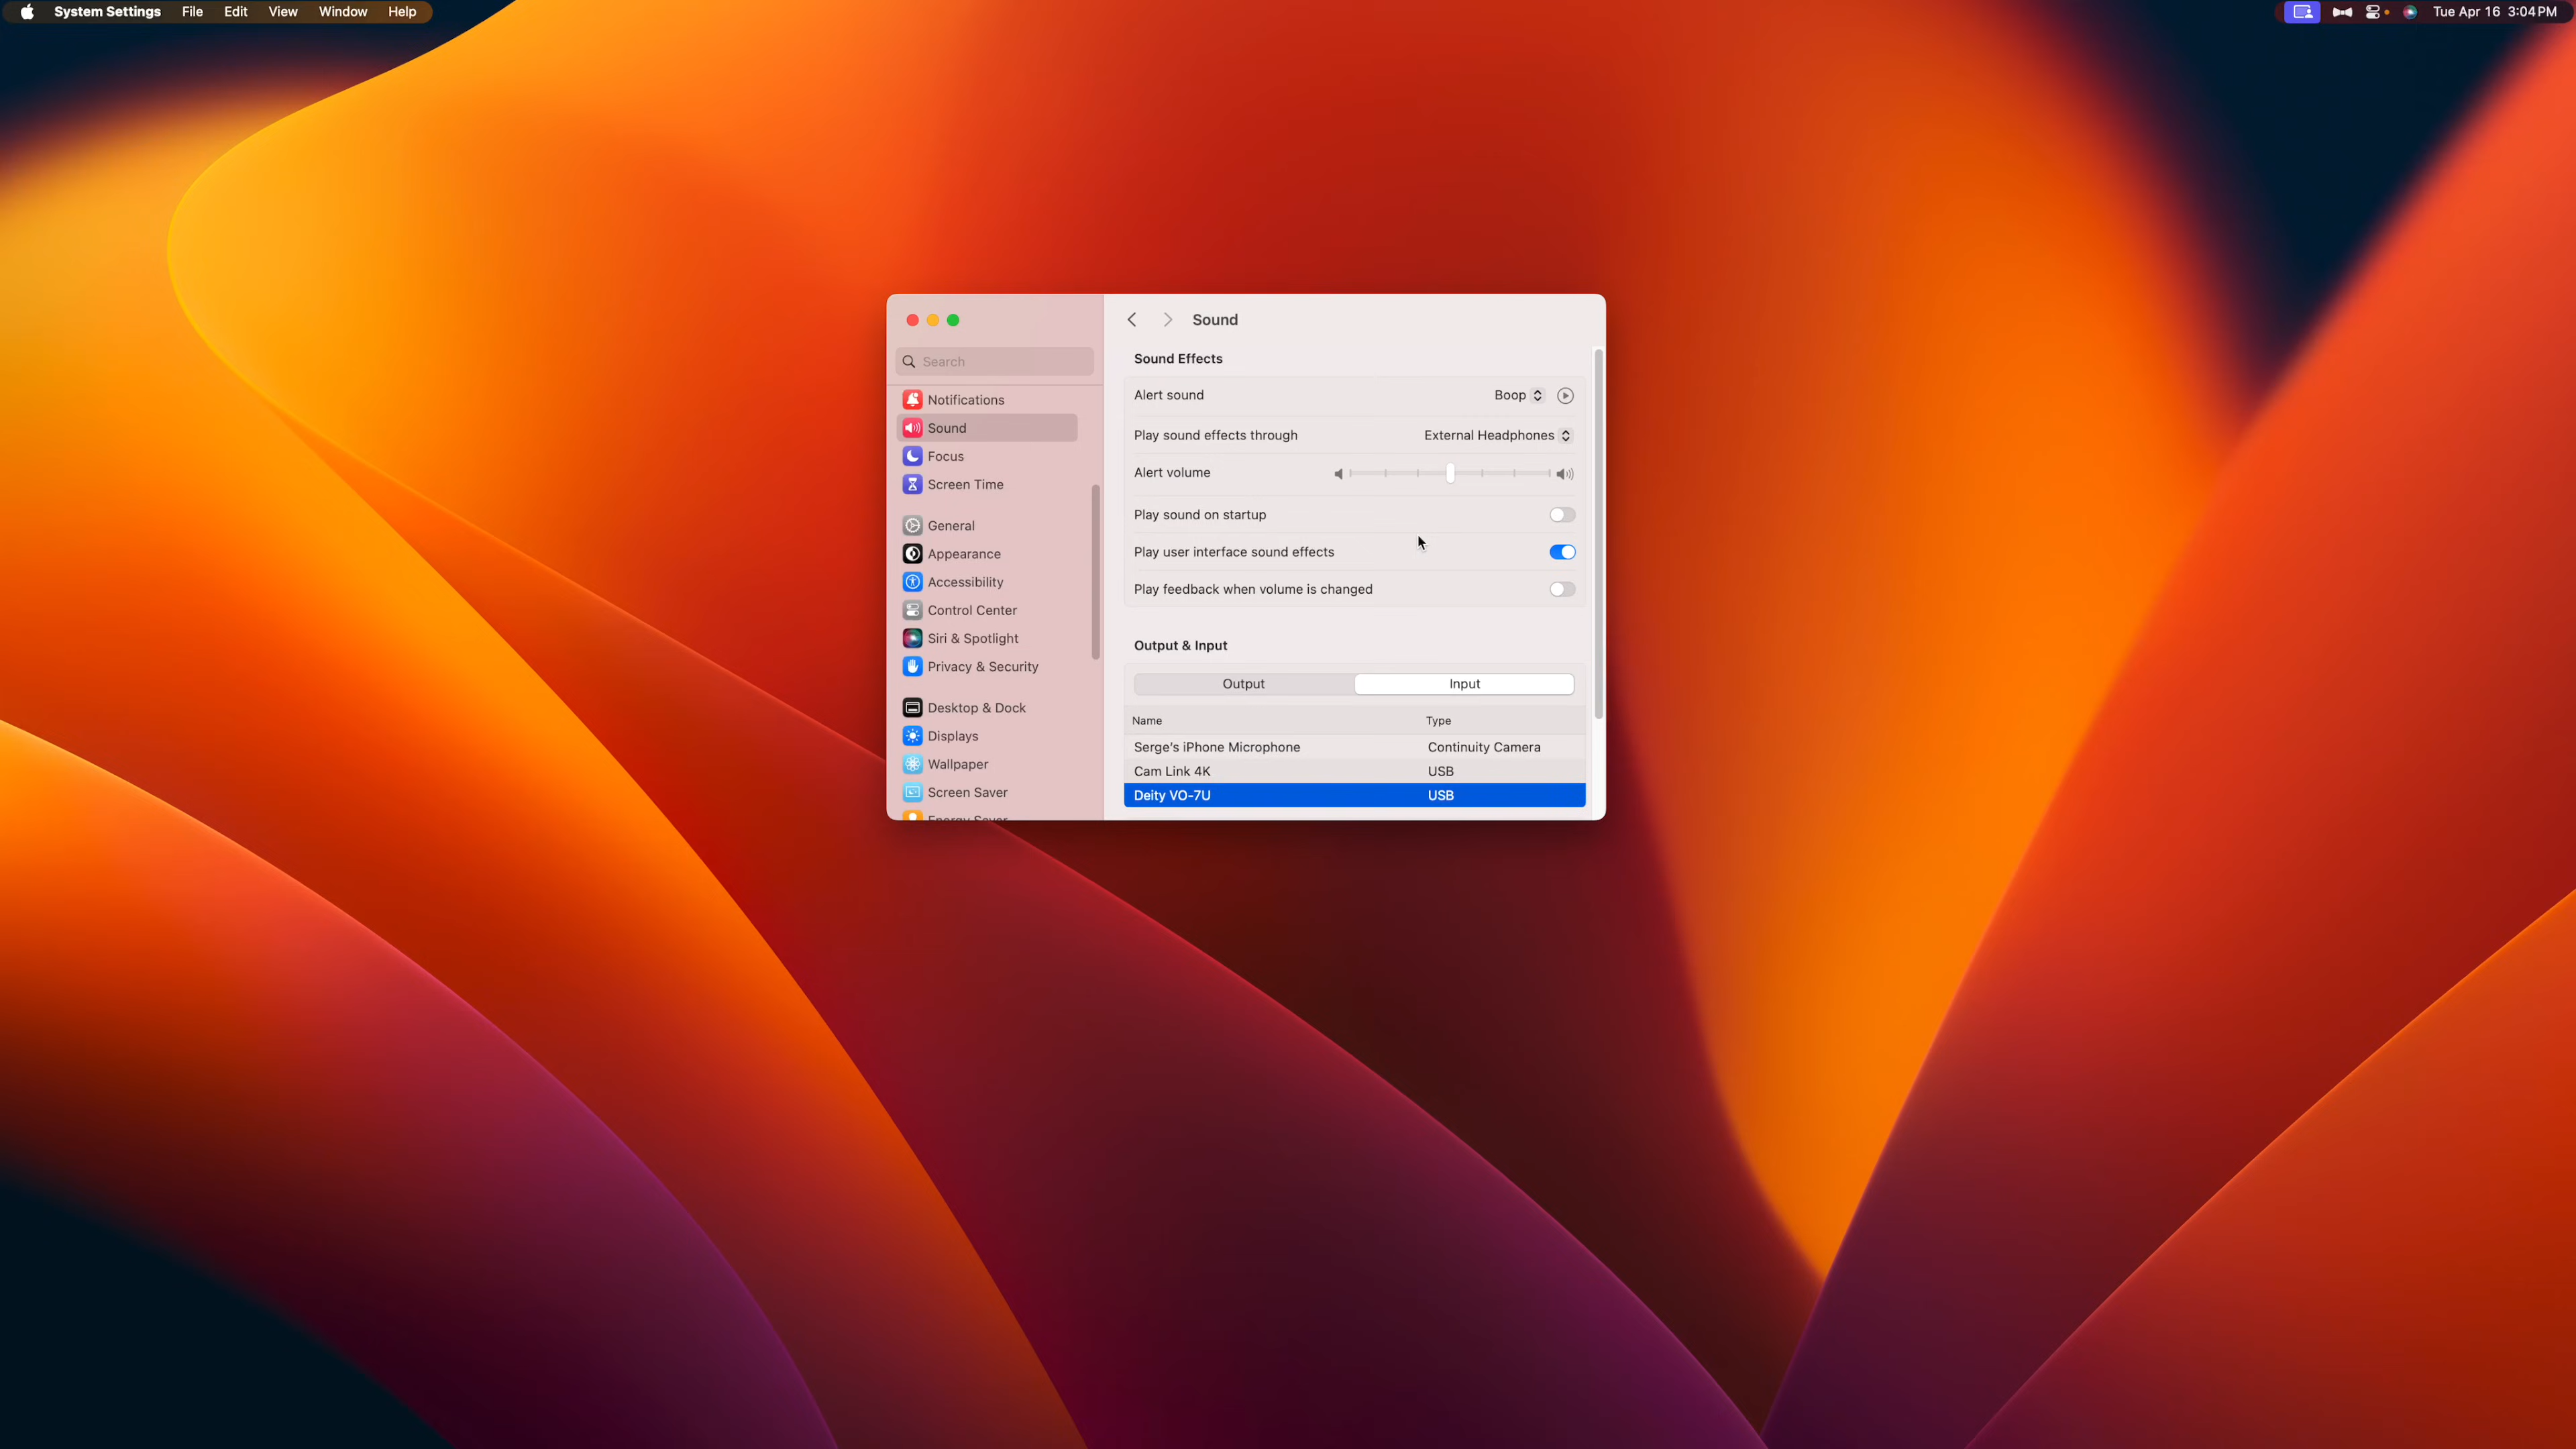 System Settings File Edit View Window Help Tue Apr 16 3:04 PM
Sound
Search
Notifications
Sound
Focus
Screen Time
General
Appearance
Accessibility
Control Center
Siri & Spotlight
Privacy & Security
Desktop & Dock
Displays
Wallpaper
Screen Saver
Energy Saver
Sound Effects
Alert sound Boop
Play sound effects through External Headphones
Alert volume
Play sound on startup
Play user interface sound effects
Play feedback when volume is changed
Output & Input
Output Input
Name Type
Serge's iPhone Microphone Continuity Camera
Cam Link 4K USB
Deity VO-7U USB